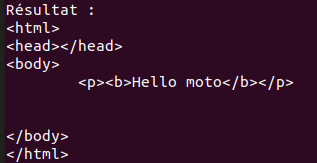 Résultat :
<html>
<head></head>
<body>
        <p><b>Hello moto</b></p>
</body>
</html>